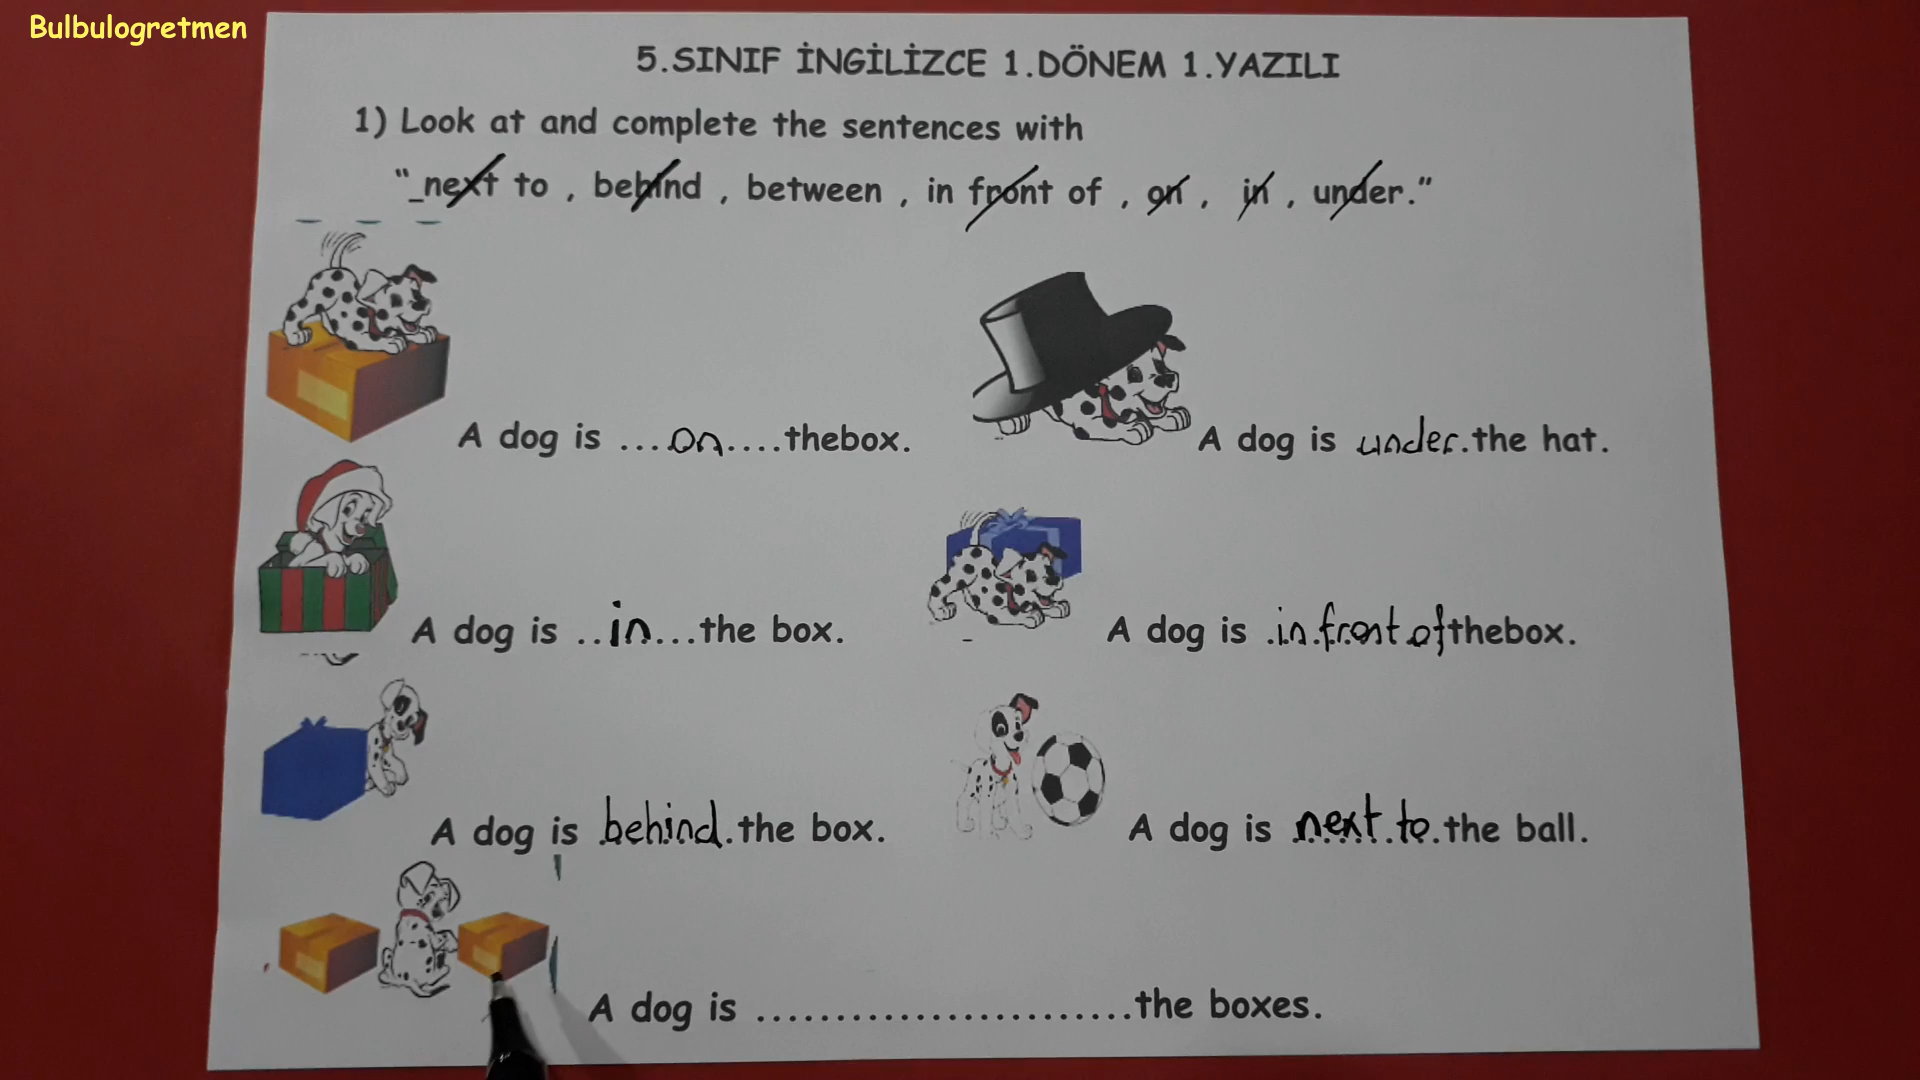 Bulbulogretmen
5.SINIF İNGİLİZCE 1.DÖNEM 1.YAZILI
1) Look at and complete the sentences with
“_next to , behind , between , in front of , on , in , under.”
A dog is ...on....thebox.
A dog is under.the hat.
A dog is ..in...the box.
A dog is .in.front.ofthebox.
A dog is behind.the box.
A dog is next.to.the ball.
A dog is ........................the boxes.